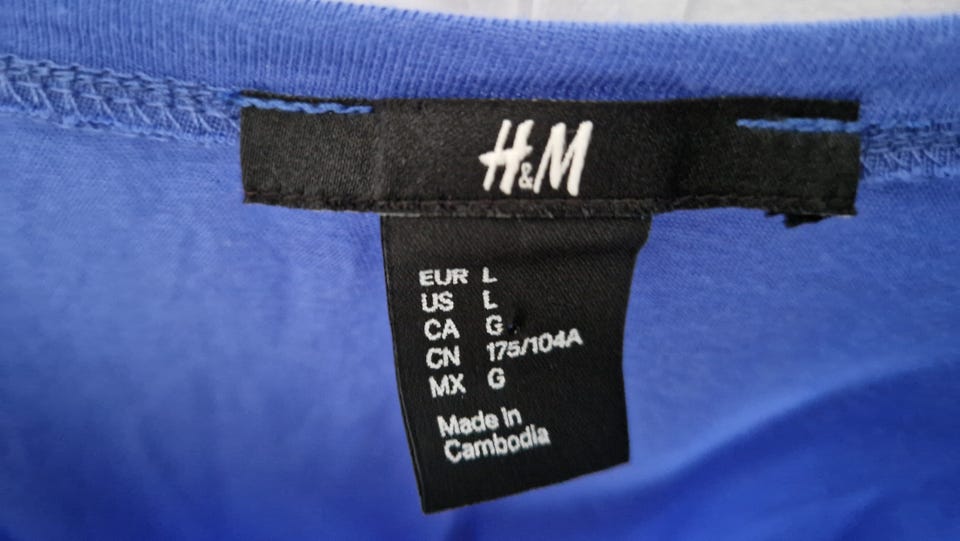 H&M
EUR L
US L
CA G
CN 175/104A
MX G
Made in
Cambodia